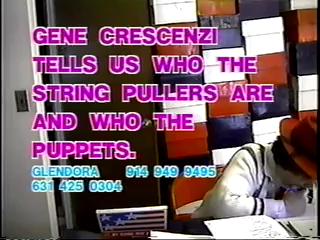 GENE CRESCENZI
TELLS US WHO THE
STRING PULLERS ARE
AND WHO THE
PUPPETS.
GLENDORA 914 949 9495
631 425 0304